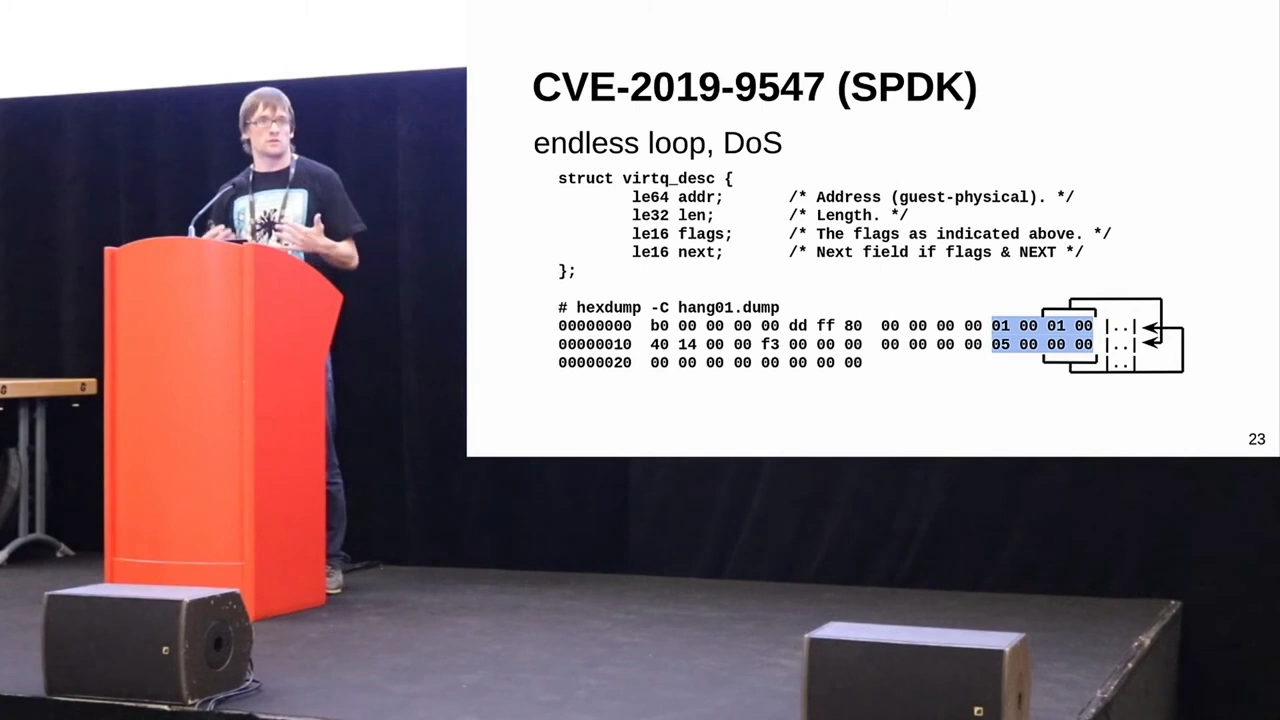 CVE-2019-9547 (SPDK)
endless loop, DoS
struct virtq_desc {
le64 addr; /* Address (guest-physical). */
le32 len; /* Length. */
le16 flags; /* The flags as indicated above. */
le16 next; /* Next field if flags & NEXT */
};
# hexdump -C hang01.dump
00000000 b0 00 00 00 00 dd ff 80 00 00 00 00 01 00 01 00 |..|
00000010 40 14 00 00 f3 00 00 00 00 00 00 00 05 00 00 00 |..|
00000020 00 00 00 00 00 00 00 00 |..|
23